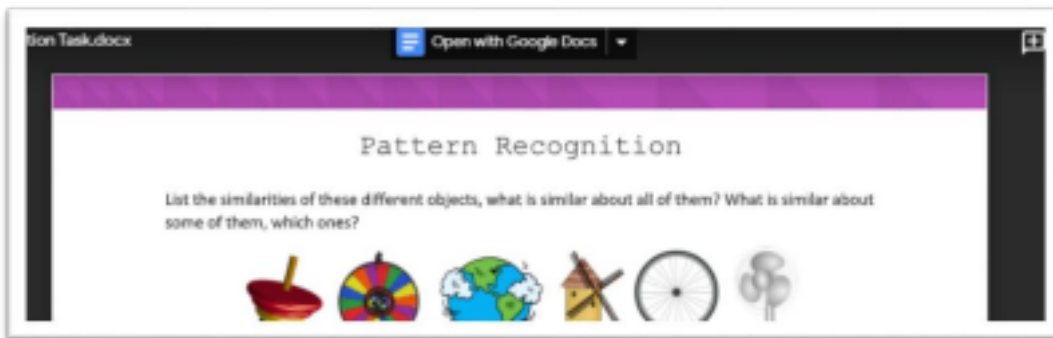 tion Task.docx
Open with Google Docs
Pattern Recognition
List the similarities of these different objects, what is similar about all of them? What is similar about
some of them, which ones?